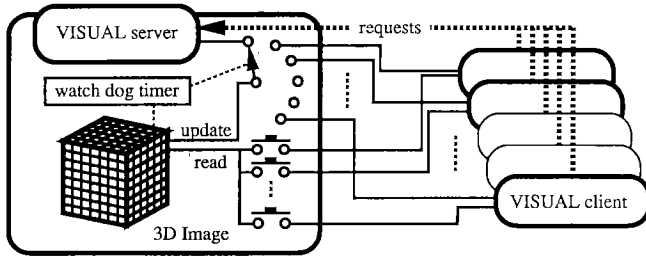 VISUAL server
requests
watch dog timer
update
read
3D Image
VISUAL client